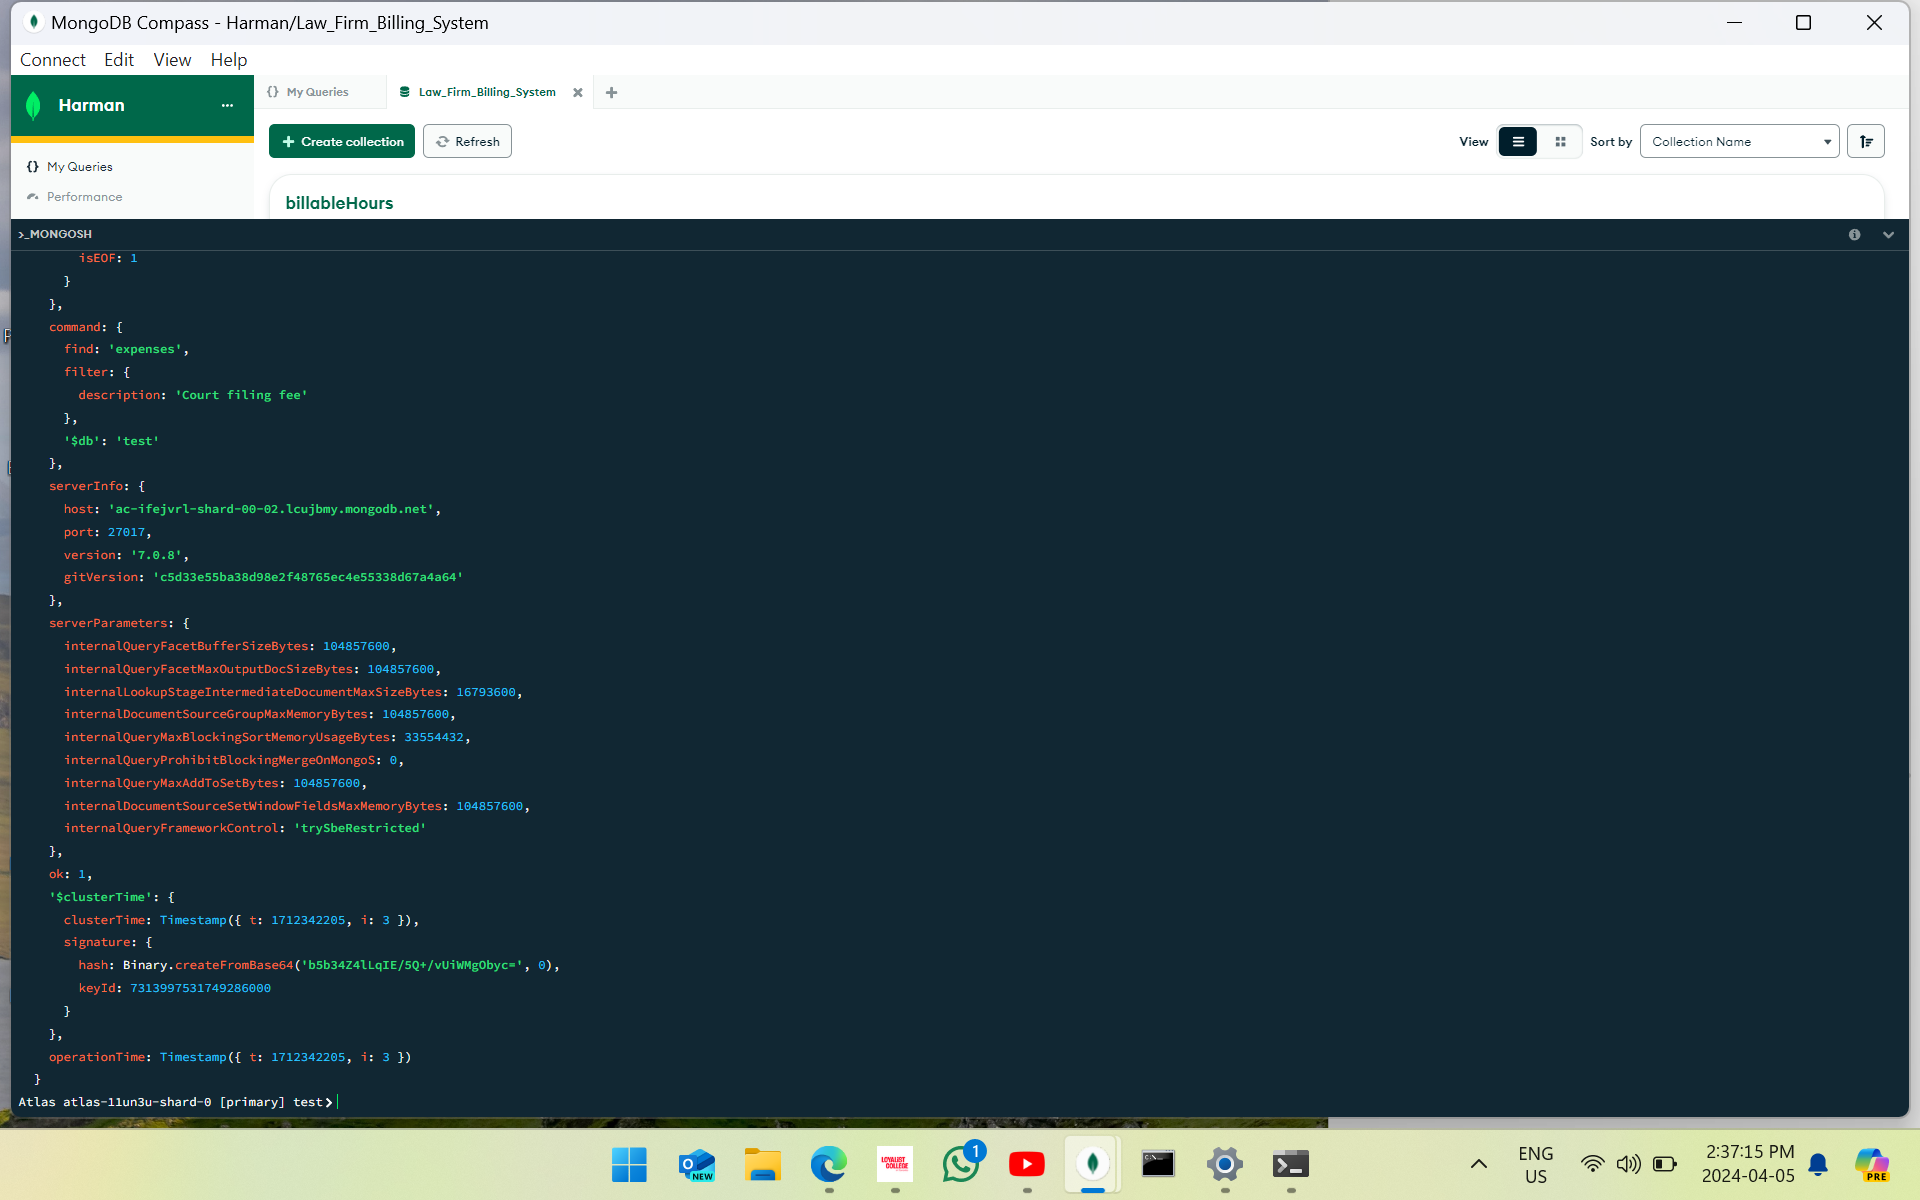 MongoDB Compass - Harman/Law_Firm_Billing_System
Connect Edit View Help
Harman ...
{} My Queries
Law_Firm_Billing_System
Create collection
Refresh
View
Sort by
Collection Name
{} My Queries
Performance
billableHours
>_MONGOSH
isEOF: 1
}
},
command: {
find: 'expenses',
filter: {
description: 'Court filing fee'
},
'$db': 'test'
},
serverInfo: {
host: 'ac-ifejvrl-shard-00-02.lcujbmy.mongodb.net',
port: 27017,
version: '7.0.8',
gitVersion: 'c5d33e55ba38d98e2f48765ec4e55338d67a4a64'
},
serverParameters: {
internalQueryFacetBufferSizeBytes: 104857600,
internalQueryFacetMaxOutputDocSizeBytes: 104857600,
internalLookupStageIntermediateDocumentMaxSizeBytes: 16793600,
internalDocumentSourceGroupMaxMemoryBytes: 104857600,
internalQueryMaxBlockingSortMemoryUsageBytes: 33554432,
internalQueryProhibitBlockingMergeOnMongoS: 0,
internalQueryMaxAddToSetBytes: 104857600,
internalDocumentSourceSetWindowFieldsMaxMemoryBytes: 104857600,
internalQueryFrameworkControl: 'trySbeRestricted'
},
ok: 1,
'$clusterTime': {
clusterTime: Timestamp({ t: 1712342205, i: 3 }),
signature: {
hash: Binary.createFromBase64('b5b34Z4lLqIE/5Q+/vUiWMgObyc=', 0),
keyId: 7313997531749286000
}
},
operationTime: Timestamp({ t: 1712342205, i: 3 })
}
Atlas atlas-11un3u-shard-0 [primary] test>
NEW
LOYALIST
COLLEGE
1
ENG
US
2:37:15 PM
2024-04-05
PRE